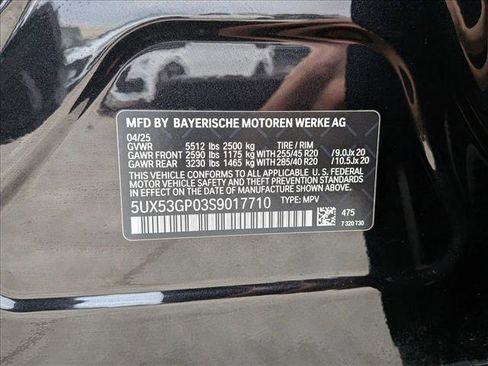 MFD BY BAYERISCHE MOTOREN WERKE AG
04/25
GVWR 5512 lbs 2500 kg TIRE / RIM
GAWR FRONT 2590 lbs 1175 kg WITH 255/45 R20 /9.0Jx 20
GAWR REAR 3230 lbs 1465 kg WITH 285/40 R20 /10.5Jx 20
THIS VEHICLE CONFORMS TO ALL APPLICABLE
U.S. FEDERAL MOTOR VEHICLE SAFETY STANDARDS
IN EFFECT ON THE DATE OF MANUFACTURE
SHOWN ABOVE.
5UX53GP03S9017710 TYPE: MPV
475
7 320 730